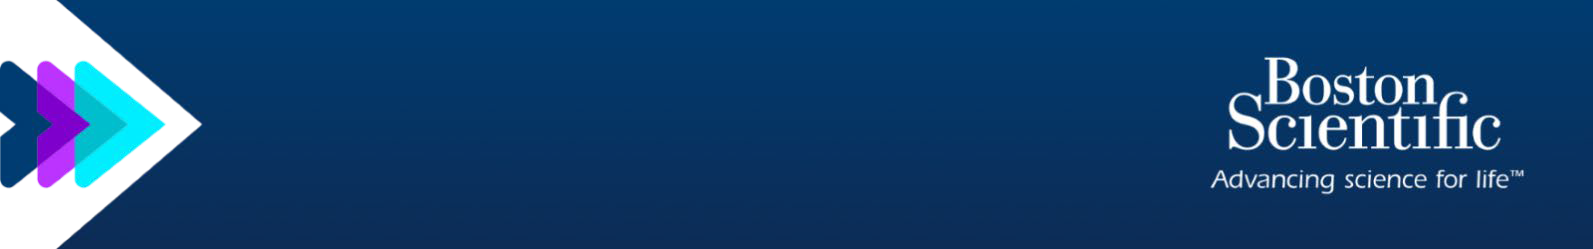 Boston
Scientific
Advancing science for life™